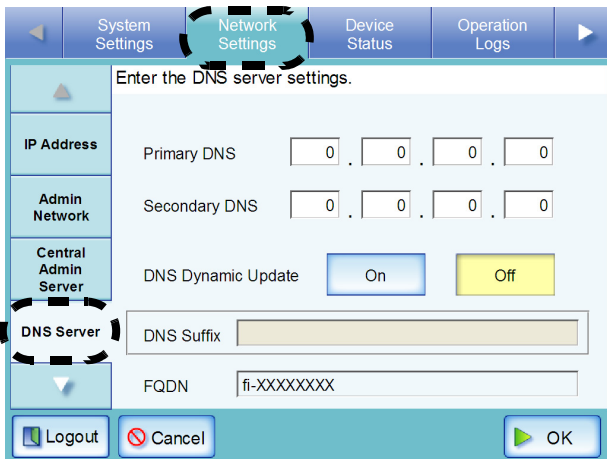 System
Settings
Network
Settings
Device
Status
Operation
Logs
Enter the DNS server settings.
IP Address
Admin
Network
Central
Admin
Server
DNS Server
Primary DNS 0 . 0 . 0 . 0
Secondary DNS 0 . 0 . 0 . 0
DNS Dynamic Update On Off
DNS Suffix
FQDN fi-XXXXXXXX
Logout Cancel OK